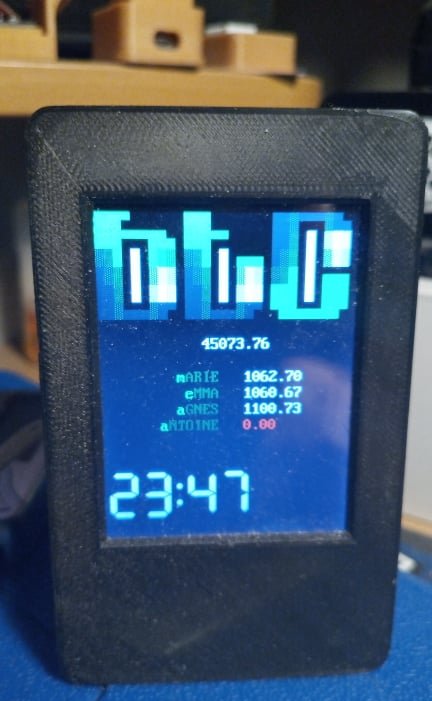 btc
45073.76
mARIE 1062.70
eMMA 1060.67
aGNES 1100.73
aNTOINE 0.00
23:47